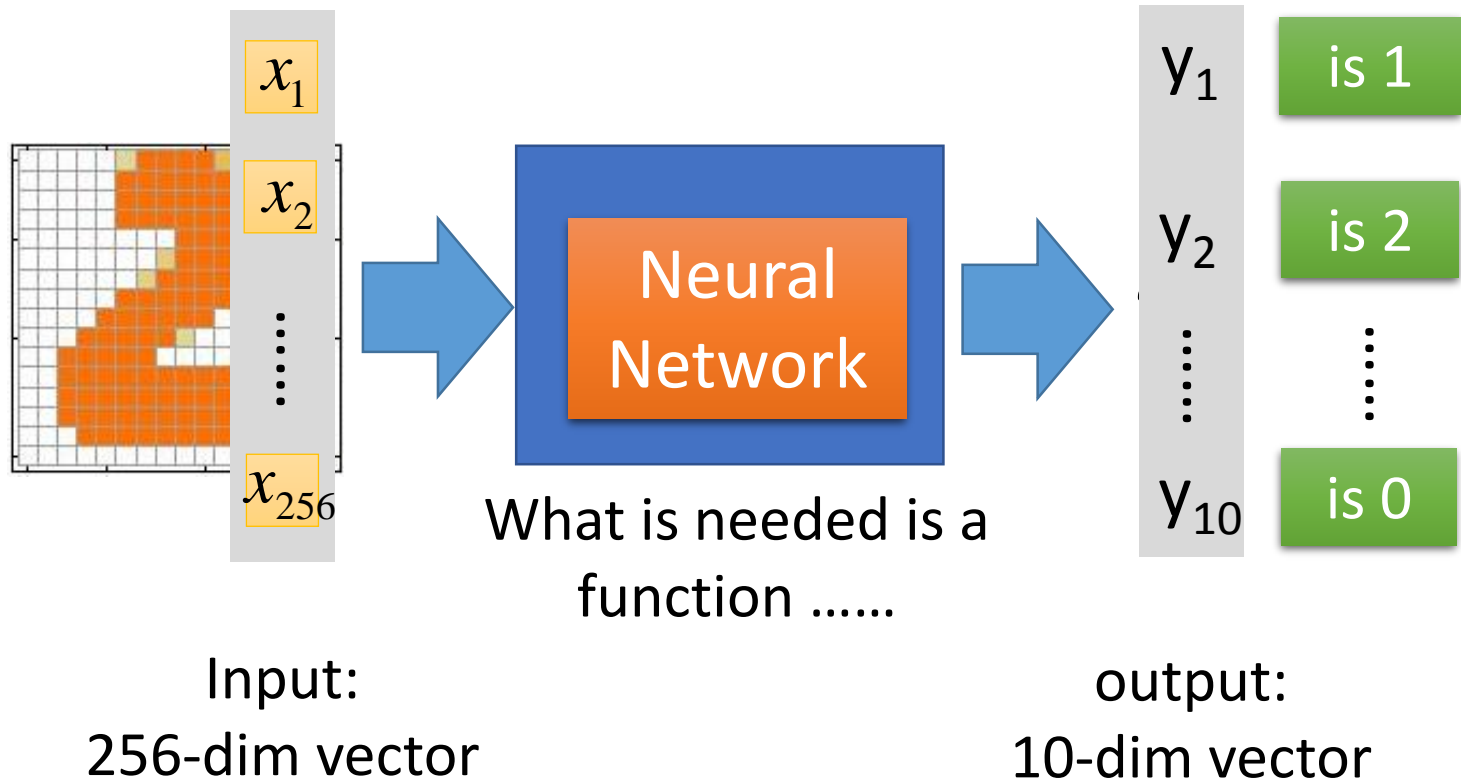 x₁
x₂
......
x₂₅₆
Neural
Network
What is needed is a
function ……
y₁
y₂
......
y₁₀
is 1
is 2
......
is 0
Input:
256-dim vector
output:
10-dim vector